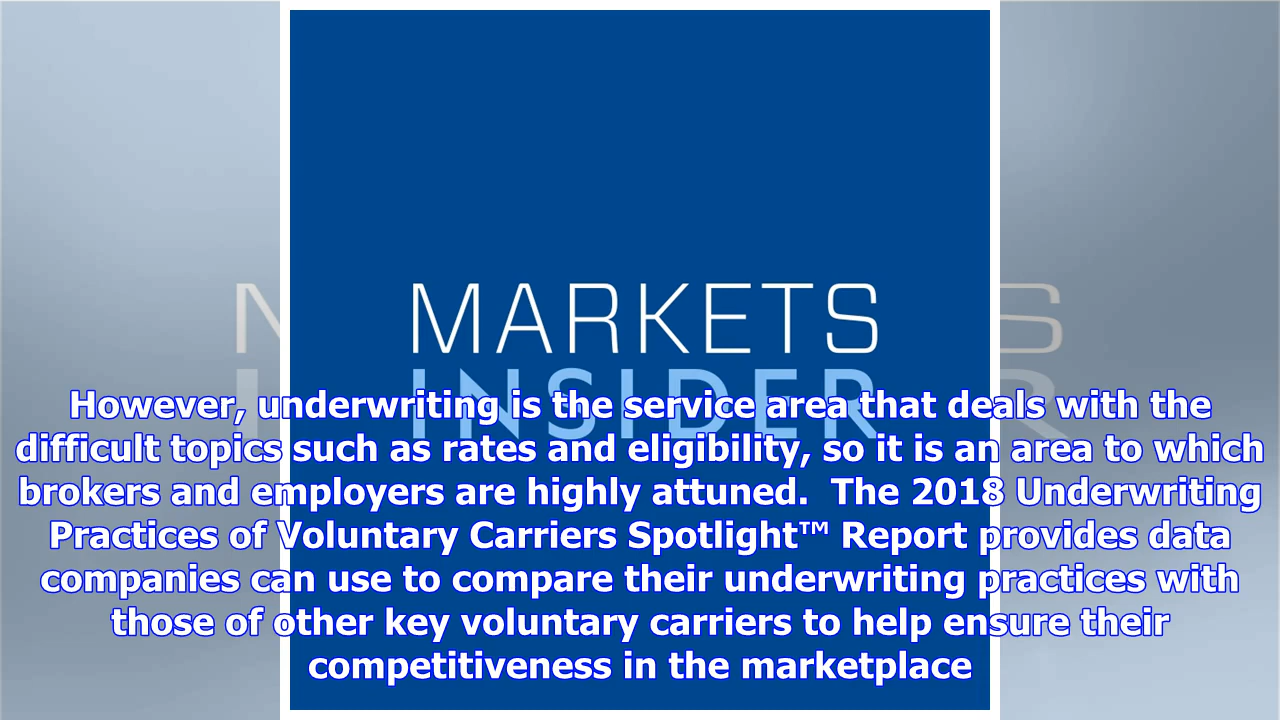 MARKETS
INSIDER
However, underwriting is the service area that deals with the
difficult topics such as rates and eligibility, so it is an area to which
brokers and employers are highly attuned.  The 2018 Underwriting
Practices of Voluntary Carriers Spotlight™ Report provides data
companies can use to compare their underwriting practices with
those of other key voluntary carriers to help ensure their
competitiveness in the marketplace